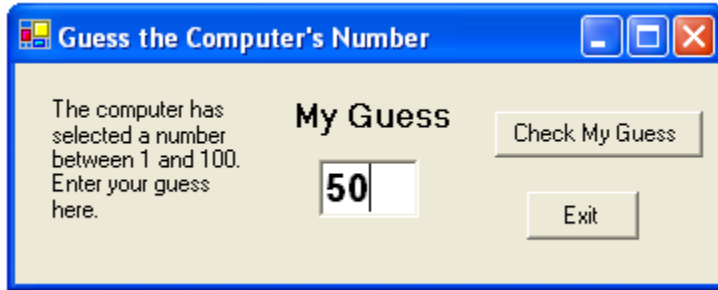 Guess the Computer's Number
The computer has
selected a number
between 1 and 100.
Enter your guess
here.
My Guess
50
Check My Guess
Exit